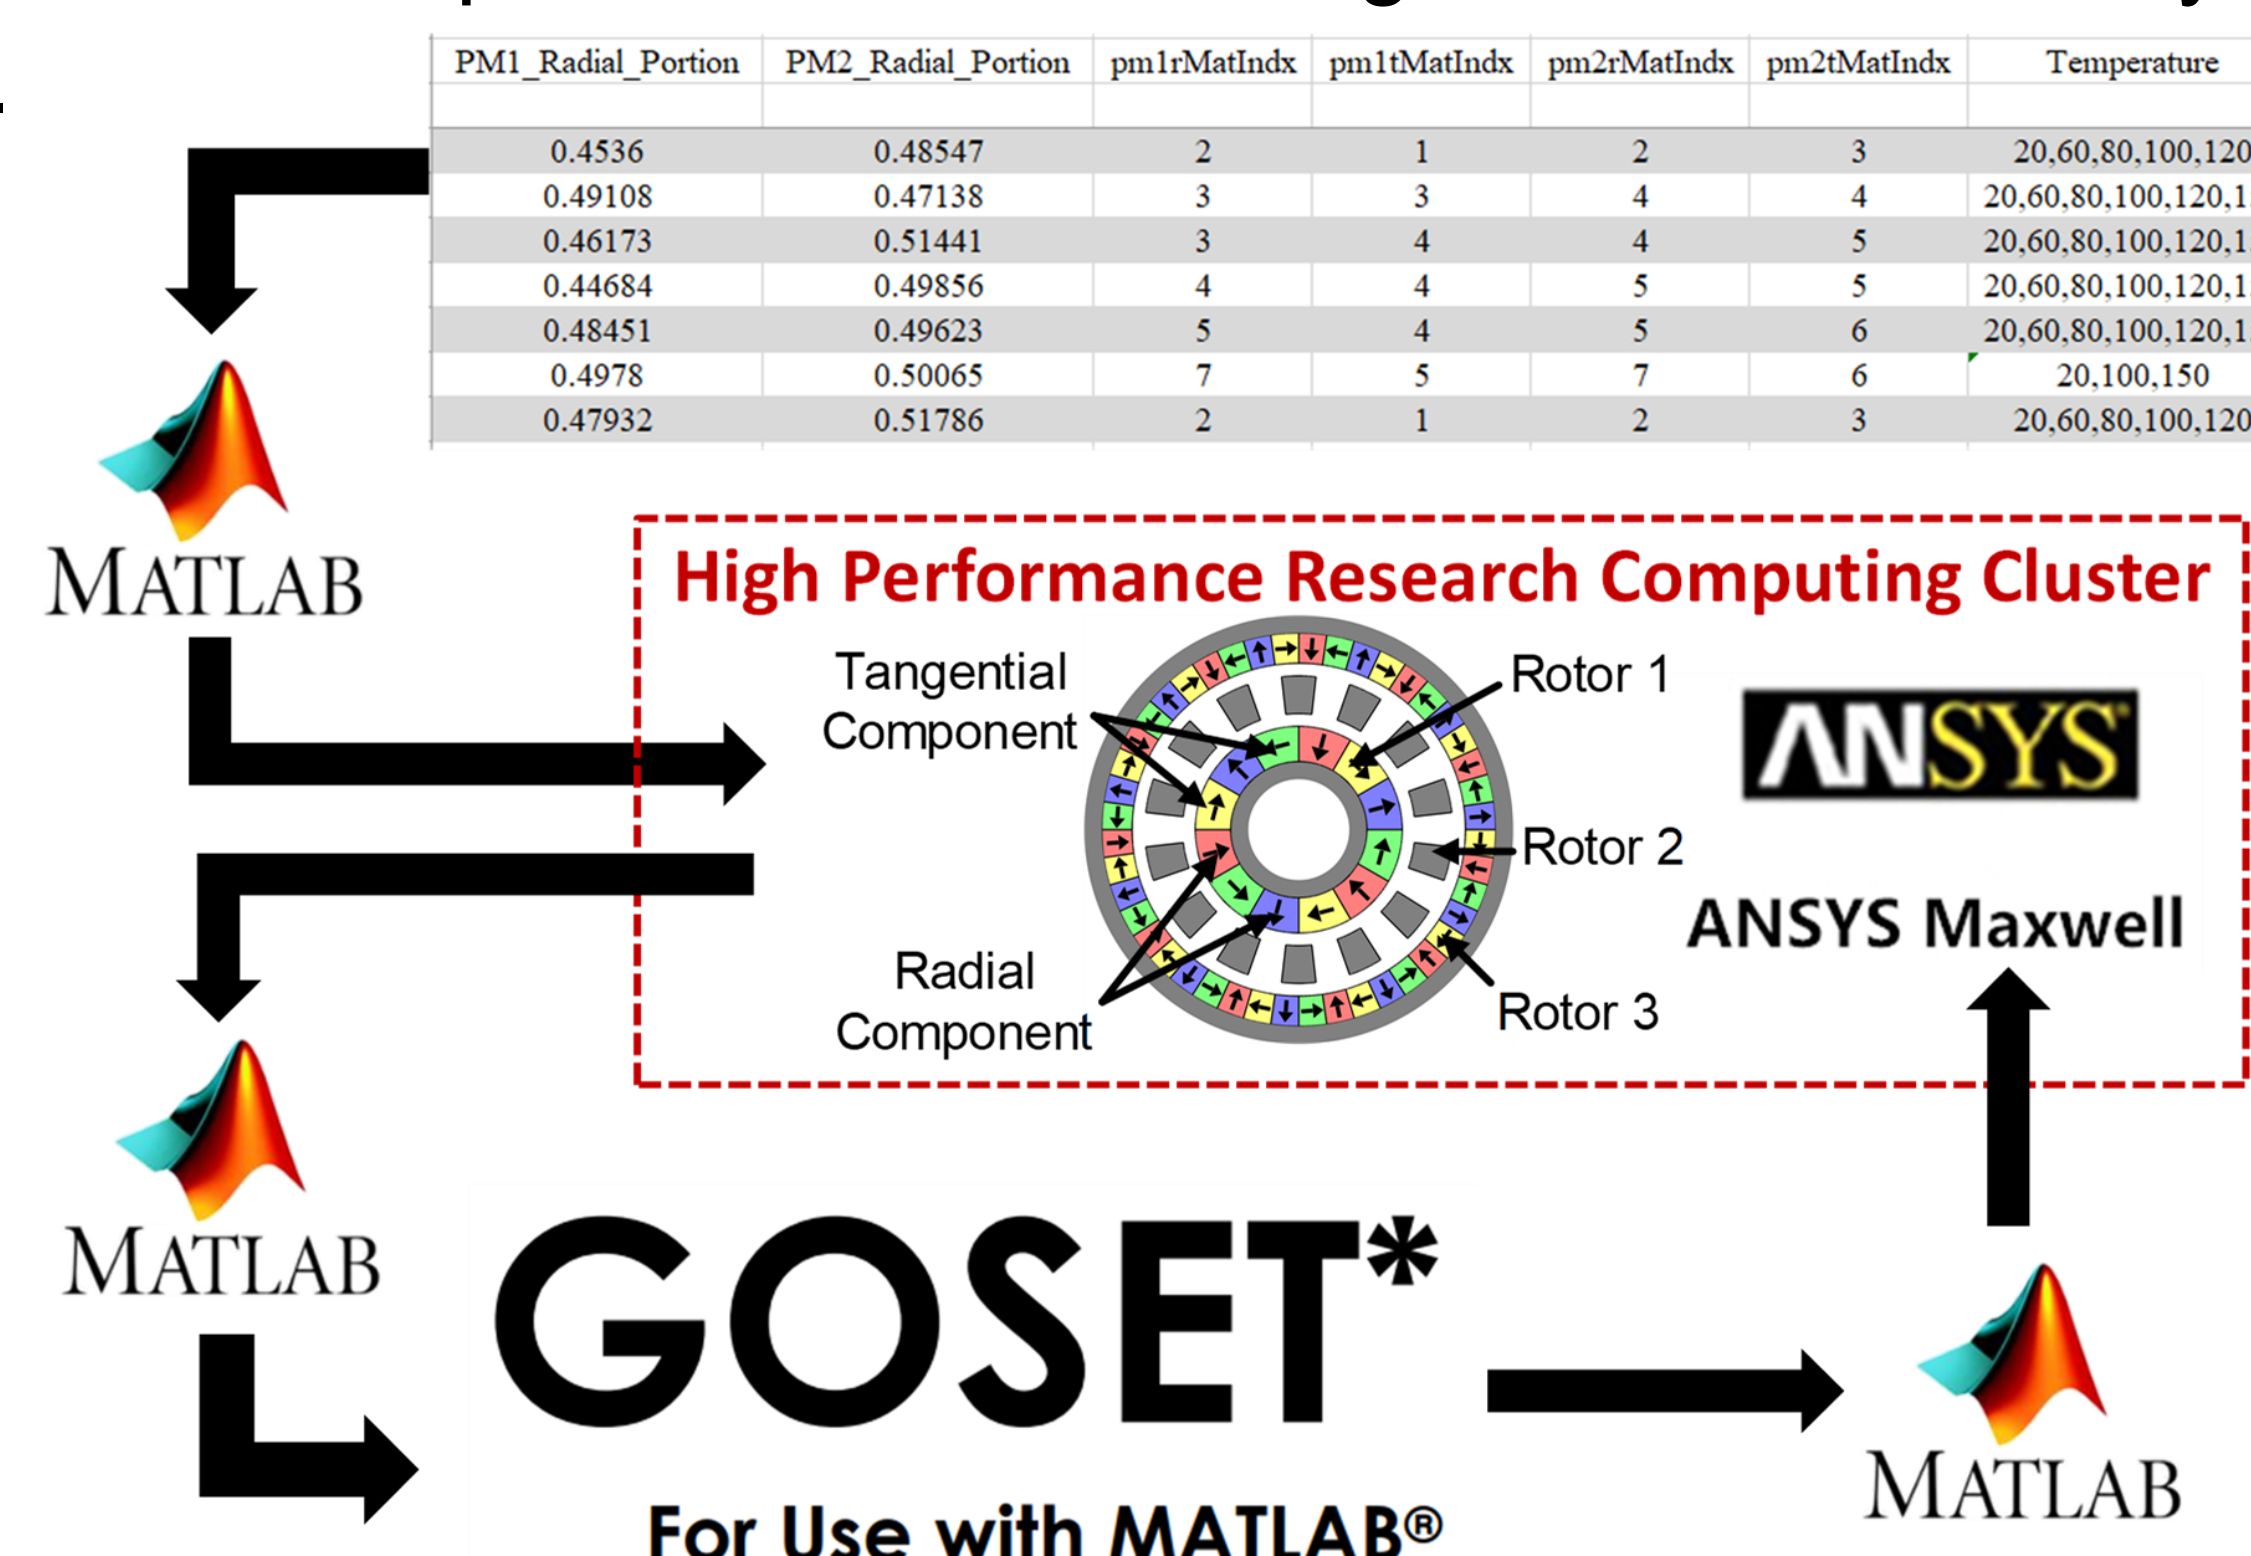 PM1_Radial_Portion PM2_Radial_Portion pm1rMatIndx pm1tMatIndx pm2rMatIndx pm2tMatIndx Temperature
0.4536 0.48547 2 1 2 3 20,60,80,100,120
0.49108 0.47138 3 3 4 4 20,60,80,100,120,1
0.46173 0.51441 3 4 4 5 20,60,80,100,120,1
0.44684 0.49856 4 4 5 5 20,60,80,100,120,1
0.48451 0.49623 5 4 5 6 20,60,80,100,120,1
0.4978 0.50065 7 5 7 6 20,100,150
0.47932 0.51786 2 1 2 3 20,60,80,100,120
MATLAB
High Performance Research Computing Cluster
Tangential
Component
Rotor 1
ANSYS
Rotor 2
ANSYS Maxwell
Radial
Component
Rotor 3
MATLAB
GOSET*
For Use with MATLAB®
MATLAB